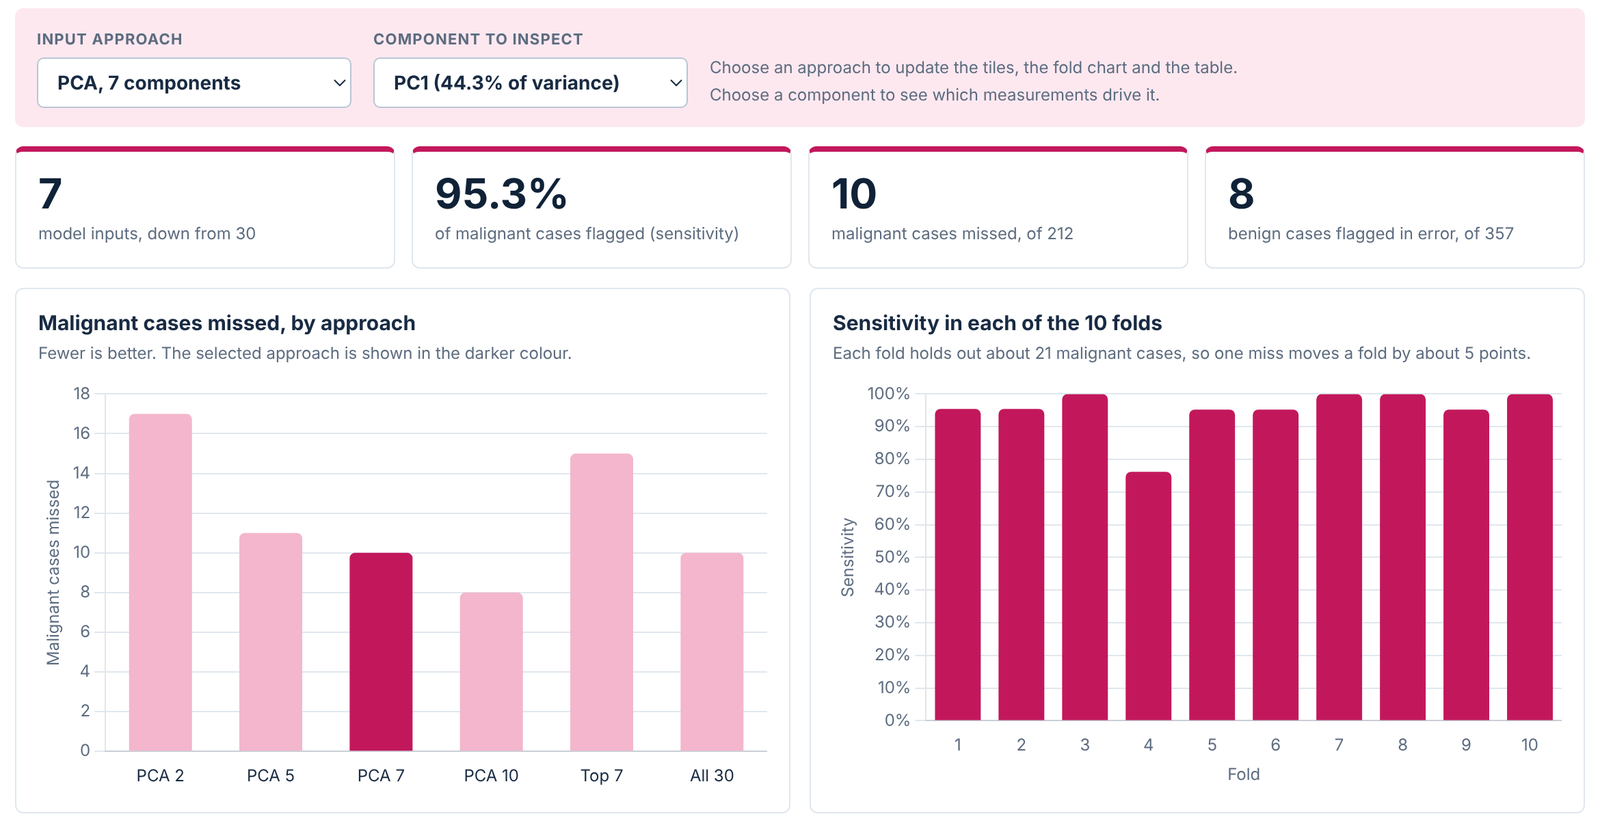 INPUT APPROACH
PCA, 7 components
COMPONENT TO INSPECT
PC1 (44.3% of variance)
Choose an approach to update the tiles, the fold chart and the table.
Choose a component to see which measurements drive it.
7
model inputs, down from 30
95.3%
of malignant cases flagged (sensitivity)
10
malignant cases missed, of 212
8
benign cases flagged in error, of 357
Malignant cases missed, by approach
Fewer is better. The selected approach is shown in the darker colour.
Malignant cases missed
18
16
14
12
10
8
6
4
2
0
PCA 2
PCA 5
PCA 7
PCA 10
Top 7
All 30
Sensitivity in each of the 10 folds
Each fold holds out about 21 malignant cases, so one miss moves a fold by about 5 points.
Sensitivity
100%
90%
80%
70%
60%
50%
40%
30%
20%
10%
0%
1
2
3
4
5
6
7
8
9
10
Fold